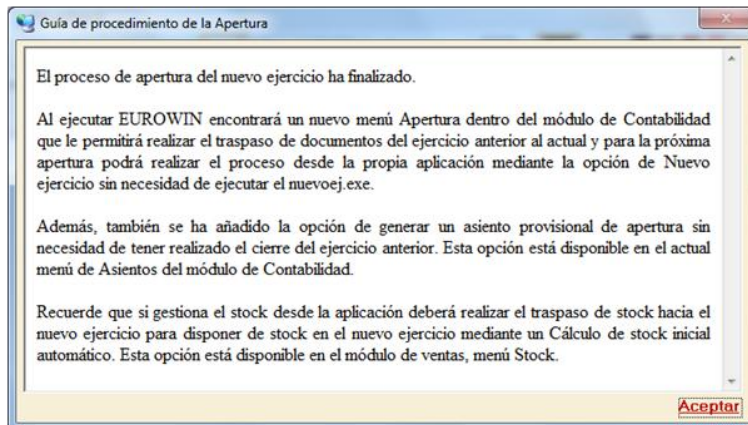 Guía de procedimiento de la Apertura
El proceso de apertura del nuevo ejercicio ha finalizado.
Al ejecutar EUROWIN encontrará un nuevo menú Apertura dentro del módulo de Contabilidad
que le permitirá realizar el traspaso de documentos del ejercicio anterior al actual y para la próxima
apertura podrá realizar el proceso desde la propia aplicación mediante la opción de Nuevo
ejercicio sin necesidad de ejecutar el nuevoej.exe.
Además, también se ha añadido la opción de generar un asiento provisional de apertura sin
necesidad de tener realizado el cierre del ejercicio anterior. Esta opción está disponible en el actual
menú de Asientos del módulo de Contabilidad.
Recuerde que si gestiona el stock desde la aplicación deberá realizar el traspaso de stock hacia el
nuevo ejercicio para disponer de stock en el nuevo ejercicio mediante un Cálculo de stock inicial
automático. Esta opción está disponible en el módulo de ventas, menú Stock.
Aceptar